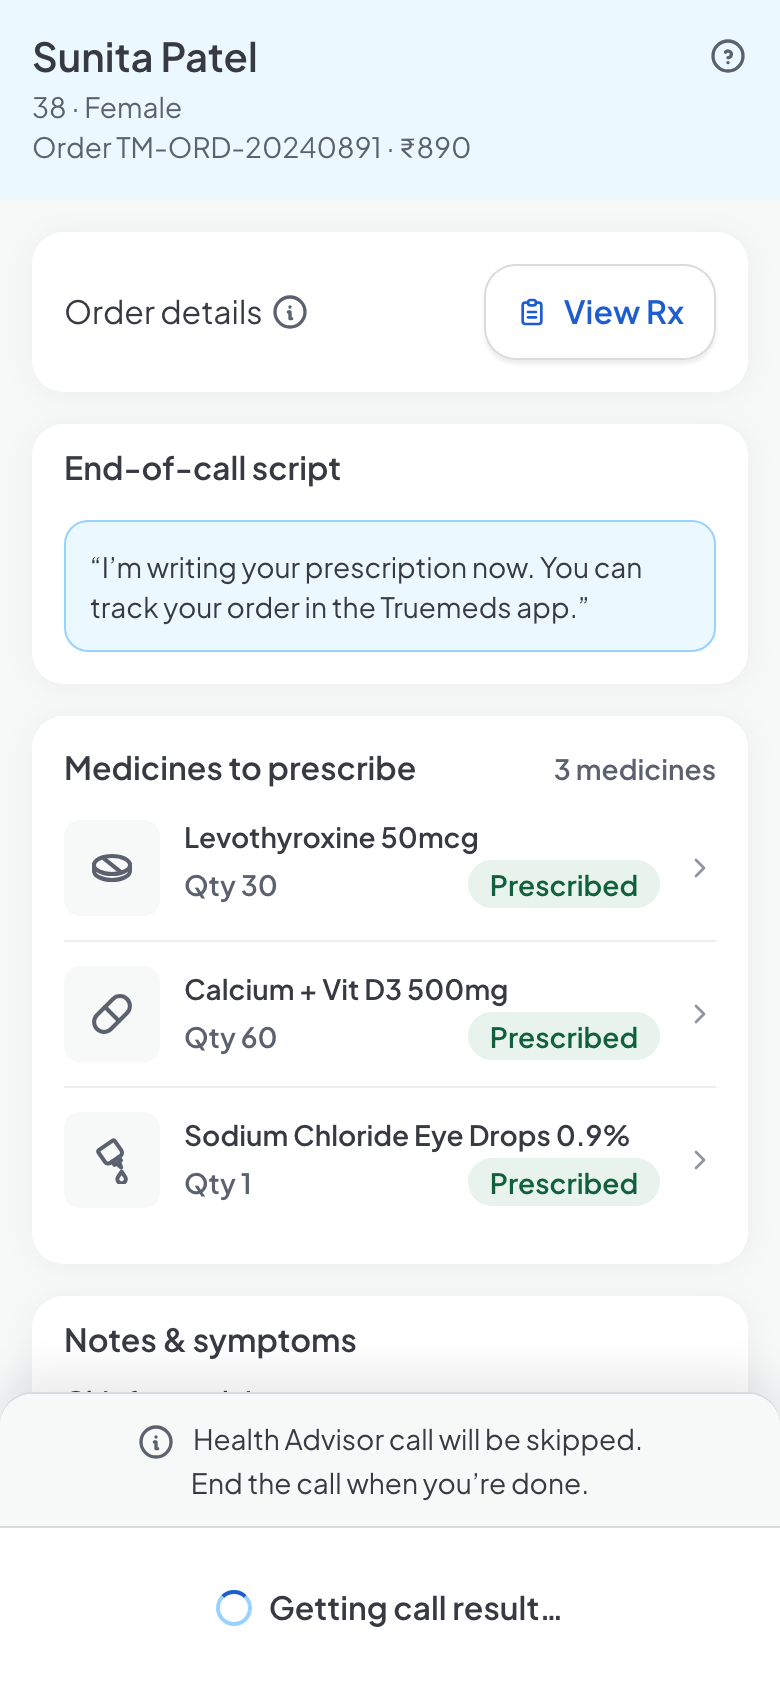 Sunita Patel
38 · Female
Order TM-ORD-20240891 · ₹890
Order details
View Rx
End-of-call script
“I’m writing your prescription now. You can
track your order in the Truemeds app.”
Medicines to prescribe
3 medicines
Levothyroxine 50mcg
Qty 30
Prescribed
Calcium + Vit D3 500mg
Qty 60
Prescribed
Sodium Chloride Eye Drops 0.9%
Qty 1
Prescribed
Notes & symptoms
Health Advisor call will be skipped.
End the call when you’re done.
Getting call result…